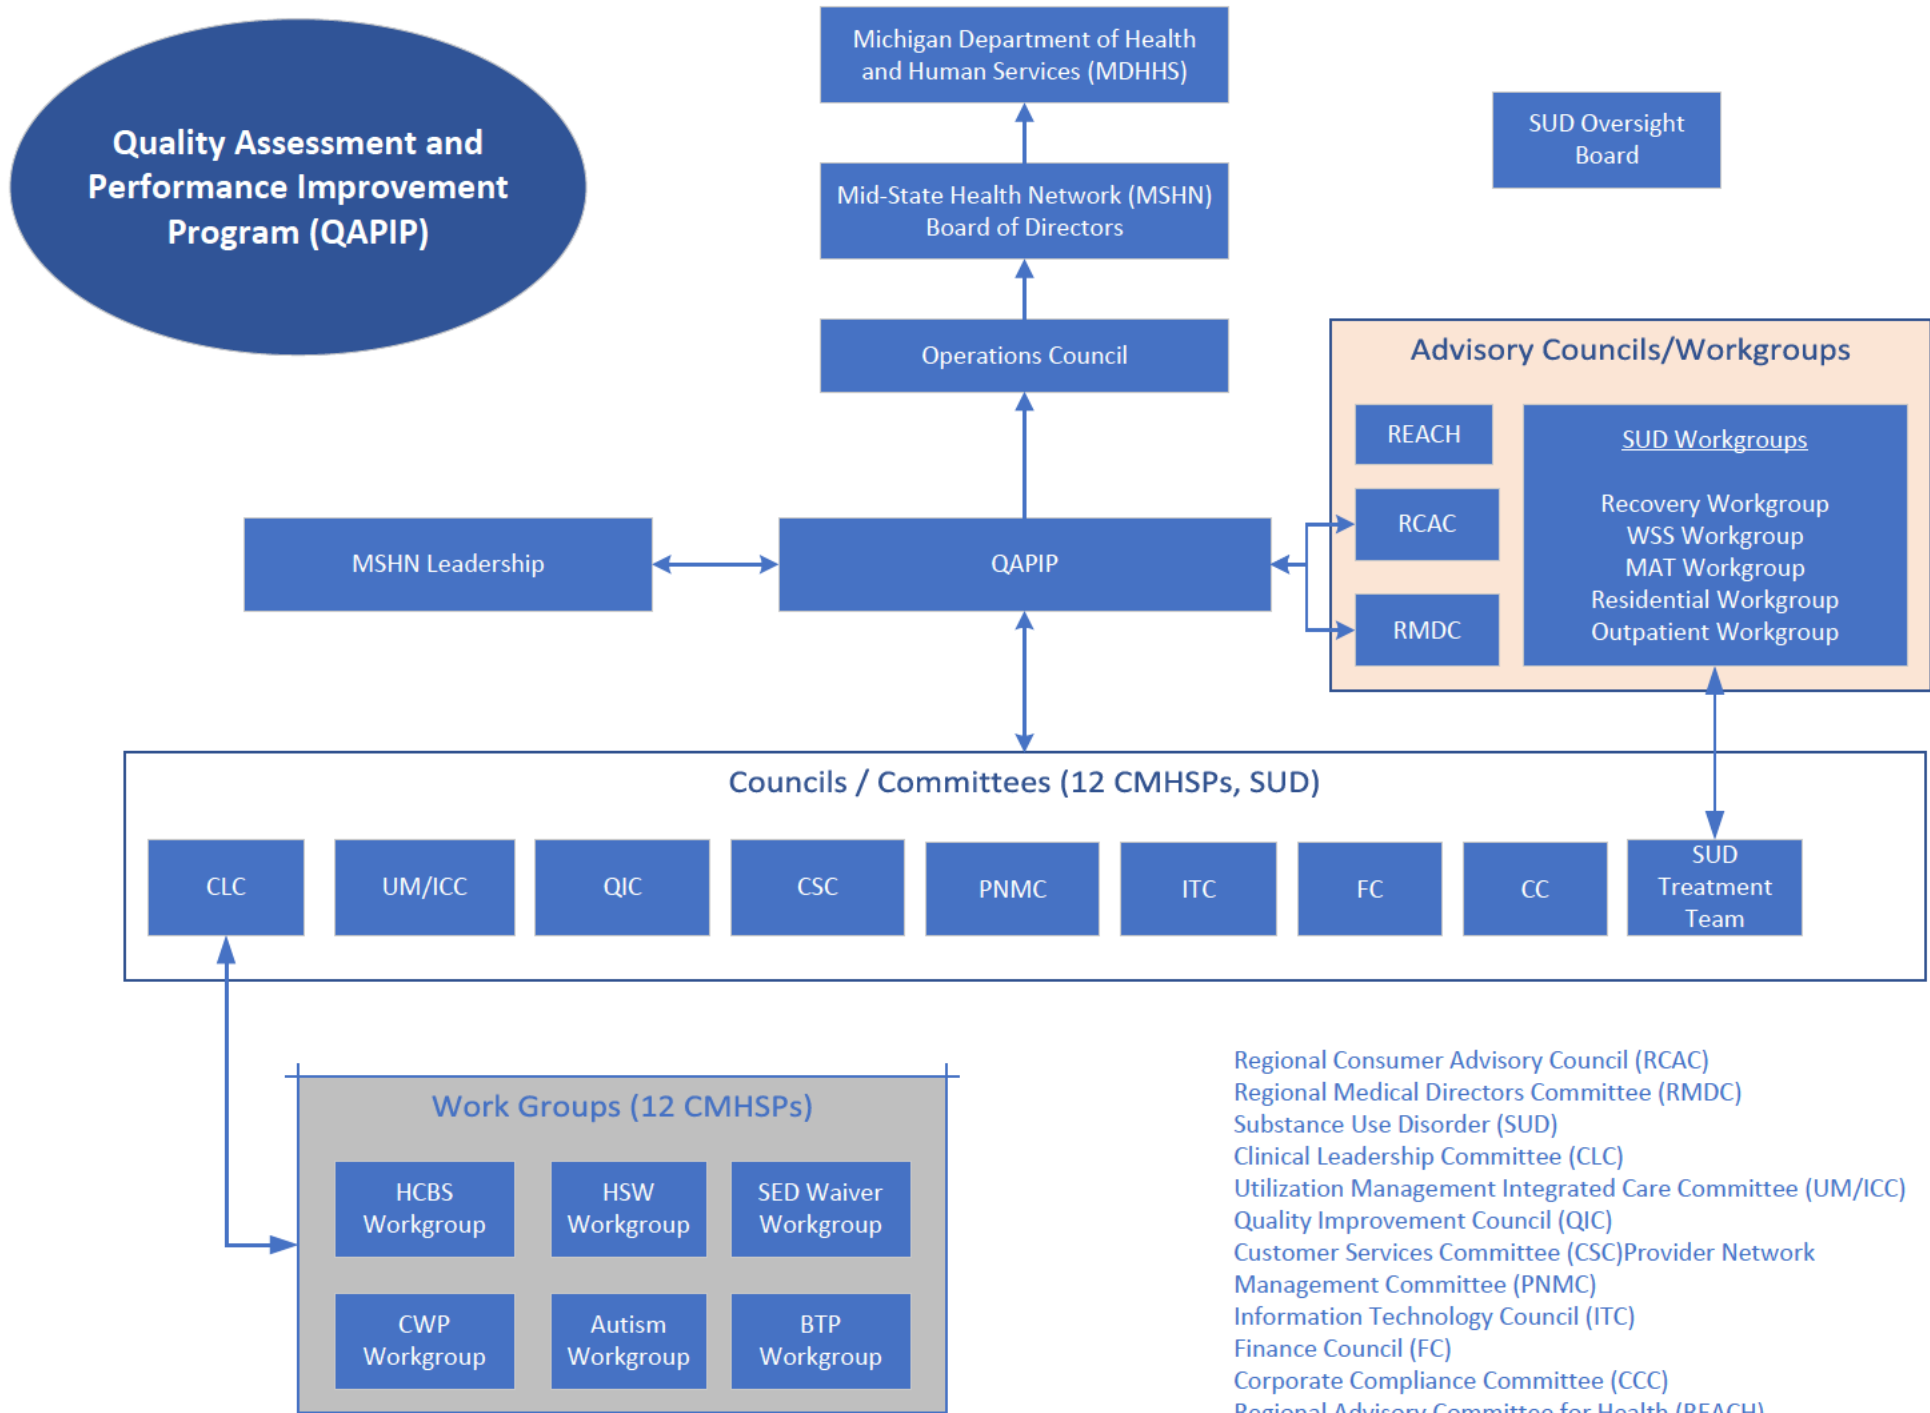 Quality Assessment and
Performance Improvement
Program (QAPIP)
Michigan Department of Health
and Human Services (MDHHS)
SUD Oversight
Board
Mid-State Health Network (MSHN)
Board of Directors
Operations Council
Advisory Councils/Workgroups
REACH
RCAC
RMDC
SUD Workgroups
Recovery Workgroup
WSS Workgroup
MAT Workgroup
Residential Workgroup
Outpatient Workgroup
MSHN Leadership
QAPIP
Councils / Committees (12 CMHSPs, SUD)
CLC
UM/ICC
QIC
CSC
PNMC
ITC
FC
CC
SUD
Treatment
Team
Work Groups (12 CMHSPs)
HCBS
Workgroup
HSW
Workgroup
SED Waiver
Workgroup
CWP
Workgroup
Autism
Workgroup
BTP
Workgroup
Regional Consumer Advisory Council (RCAC)
Regional Medical Directors Committee (RMDC)
Substance Use Disorder (SUD)
Clinical Leadership Committee (CLC)
Utilization Management Integrated Care Committee (UM/ICC)
Quality Improvement Council (QIC)
Customer Services Committee (CSC)Provider Network
Management Committee (PNMC)
Information Technology Council (ITC)
Finance Council (FC)
Corporate Compliance Committee (CCC)
Regional Advisory Committee for Health (REACH)